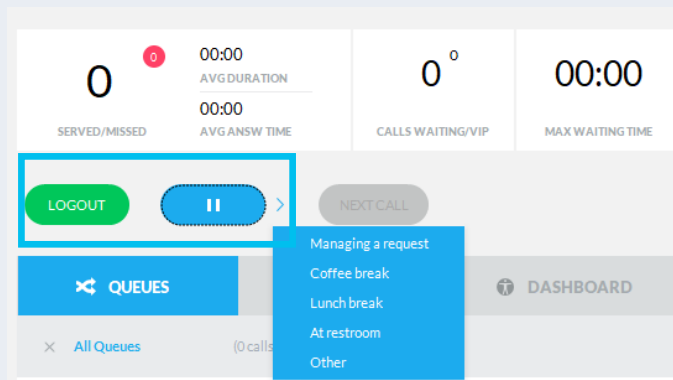 0
0
00:00
AVG DURATION
00:00
AVG ANSW TIME
SERVED/MISSED
0
0
CALLS WAITING/VIP
00:00
MAX WAITING TIME
LOGOUT
NEXT CALL
Managing a request
Coffee break
Lunch break
At restroom
Other
QUEUES
DASHBOARD
All Queues
(0 calls